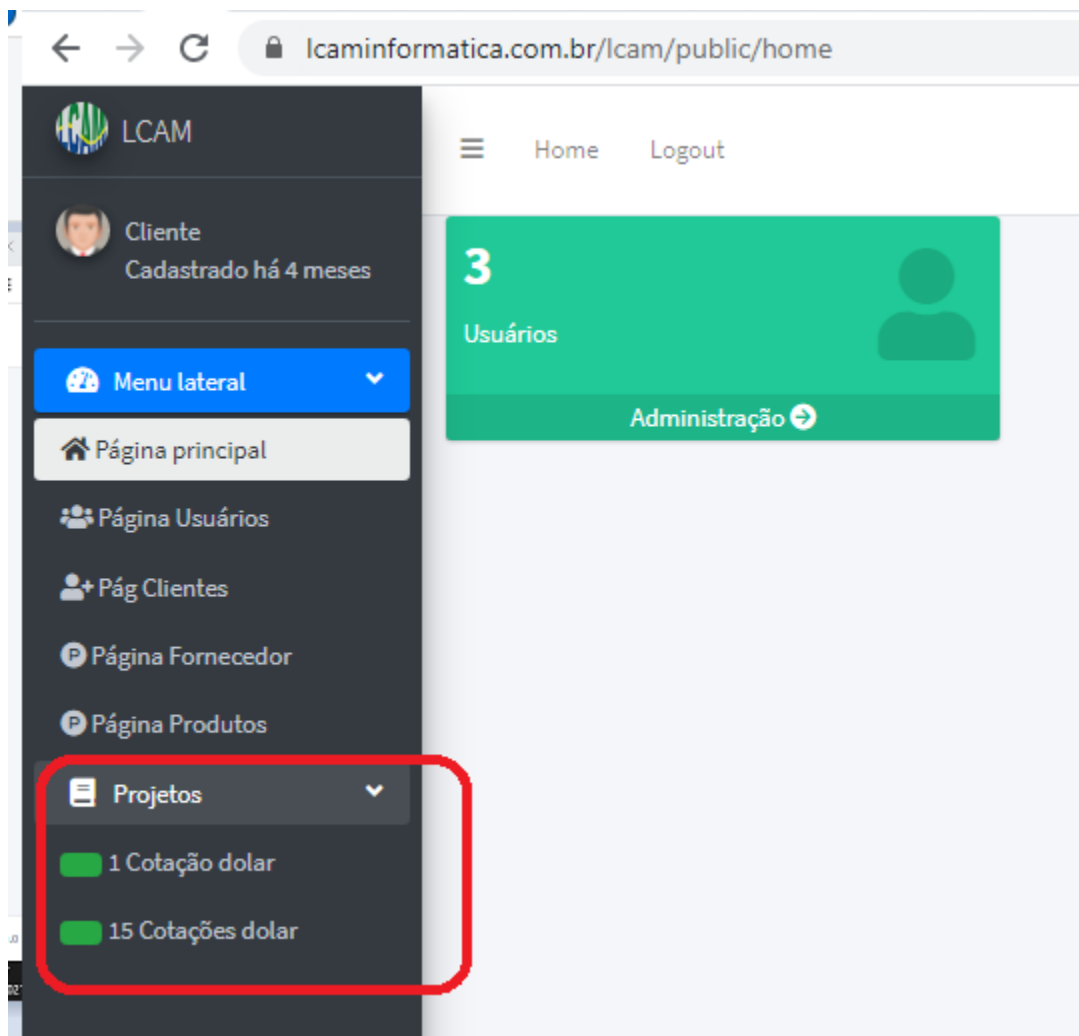 lcaminformatica.com.br/lcam/public/home
LCAM
Home Logout
Cliente
Cadastrado há 4 meses
3
Usuários
Administração
Menu lateral
Página principal
Página Usuários
Pág Clientes
P Página Fornecedor
P Página Produtos
Projetos
1 Cotação dolar
15 Cotações dolar